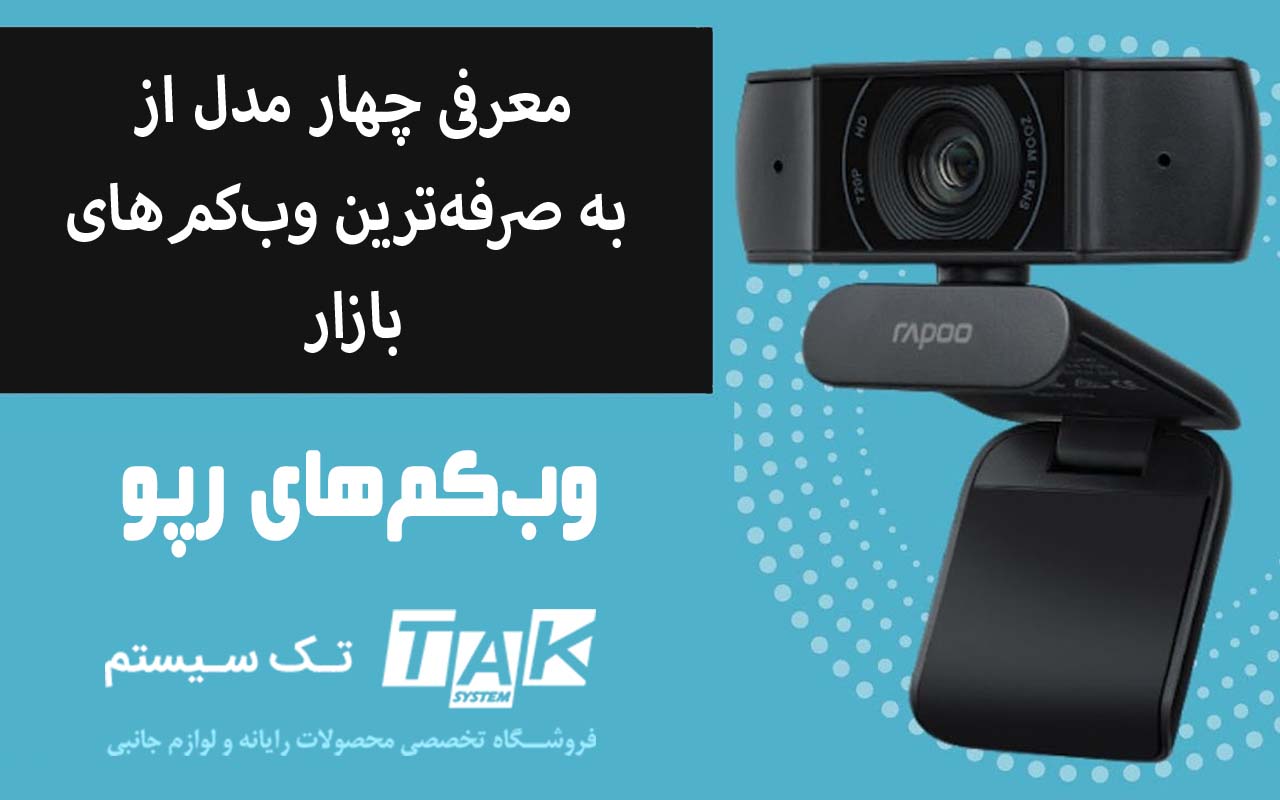 معرفی چهار مدل از
به صرفه‌ترین وب‌کم‌های
بازار
وب‌کم‌های رپو
TAK
SYSTEM
تک سیستم
فروشگاه تخصصی محصولات رایانه و لوازم جانبی
HD
720P
ZOOM LENS
rapoo